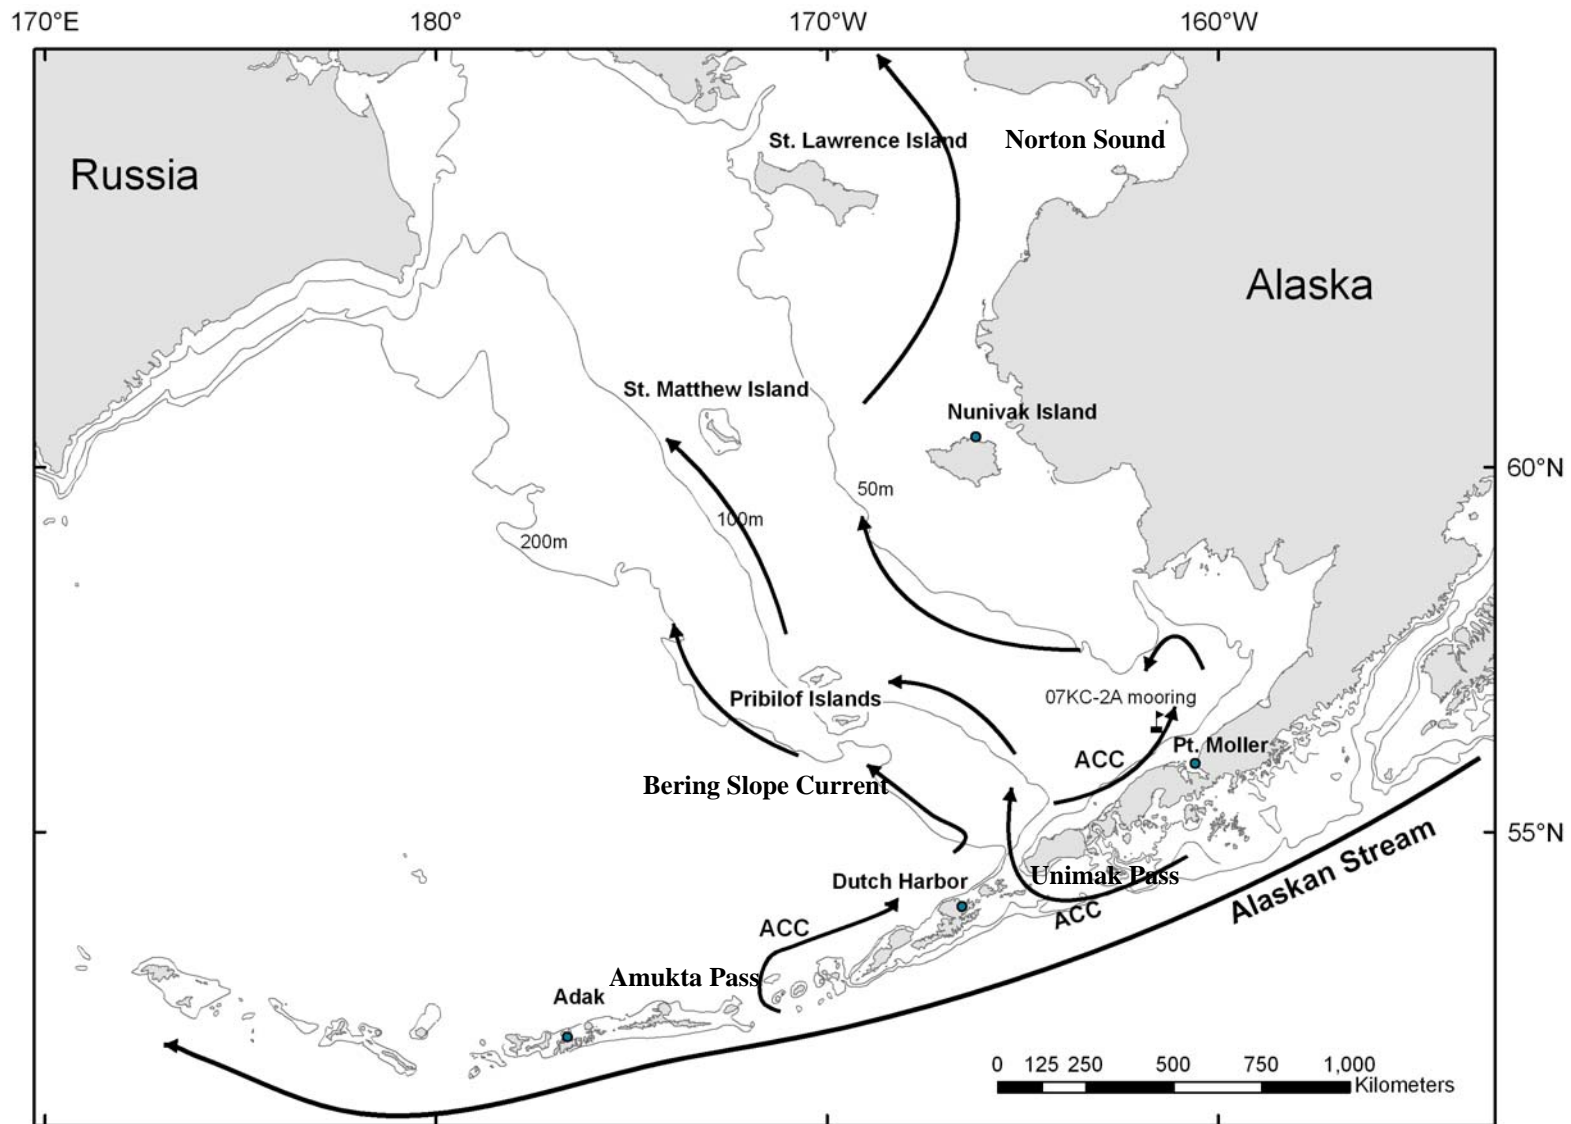 170°E 180° 170°W 160°W
St. Lawrence Island Norton Sound
Russia
Alaska
St. Matthew Island
Nunivak Island
60°N
50m
100m
200m
Pribilof Islands 07KC-2A mooring
Pt. Moller
ACC
Bering Slope Current
55°N
Alaskan Stream
Dutch Harbor Unimak Pass
ACC
ACC
Amukta Pass
Adak
0 125 250 500 750 1,000
Kilometers